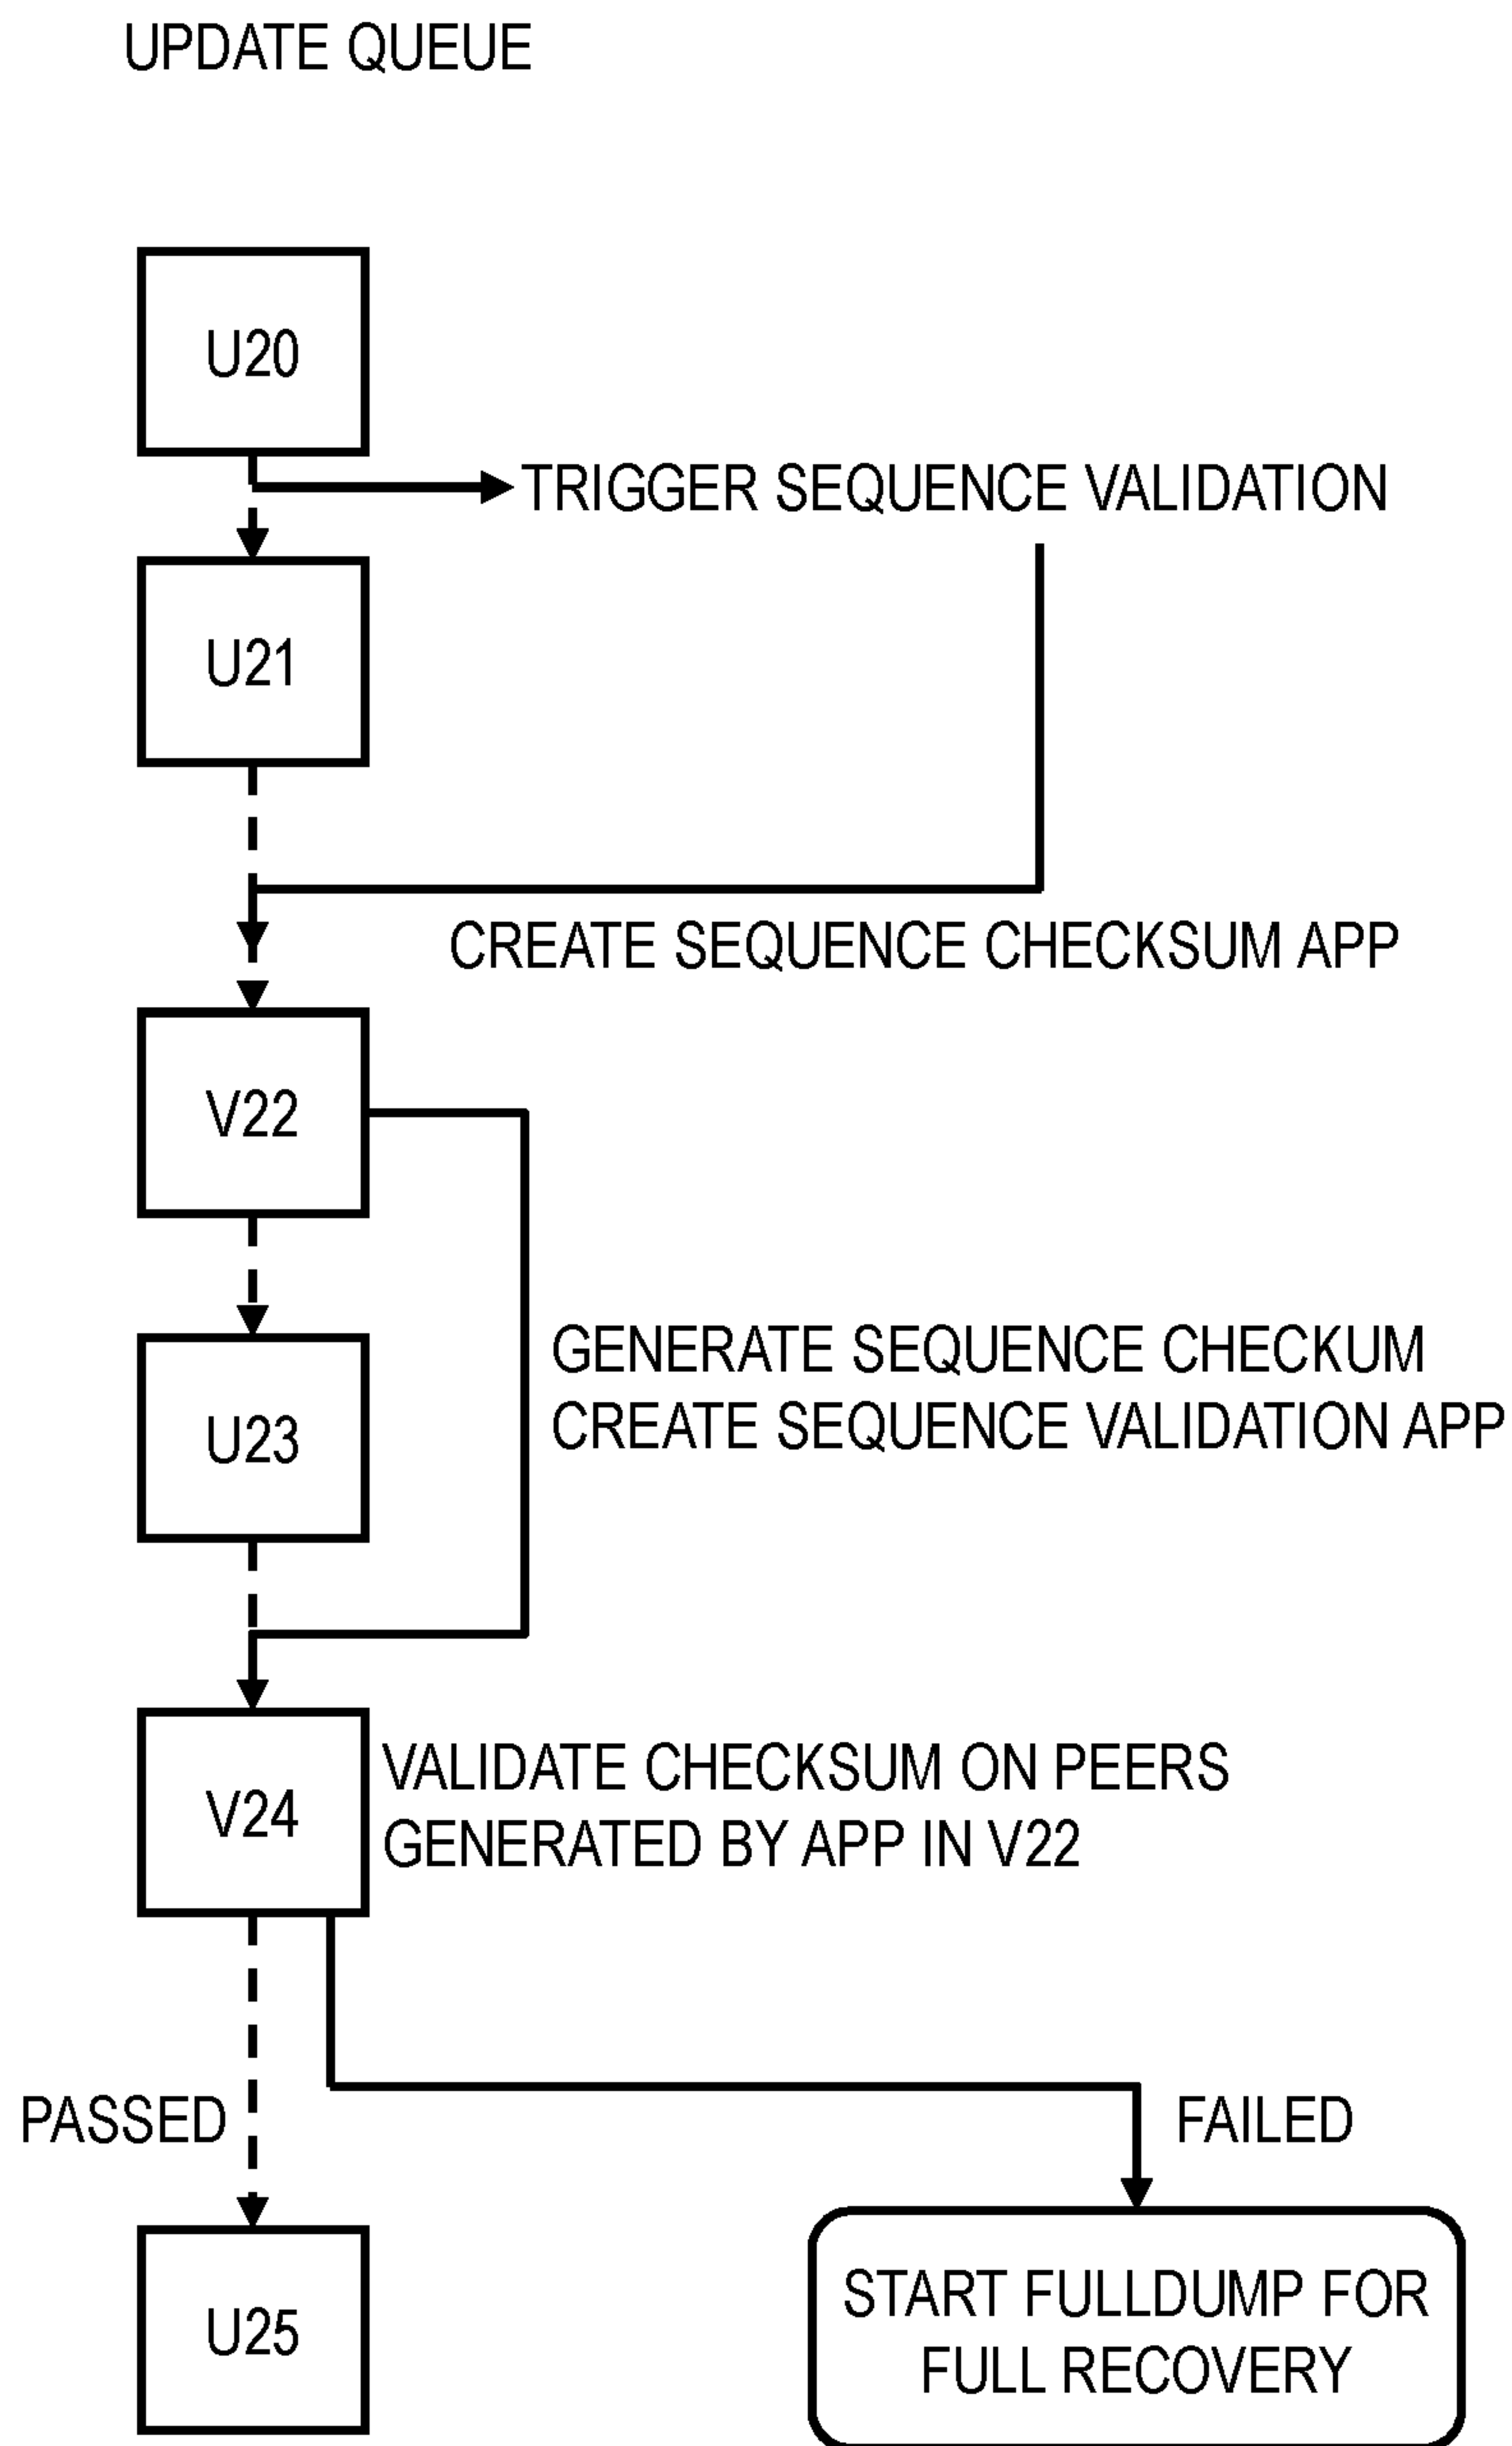 UPDATE QUEUE
U20
TRIGGER SEQUENCE VALIDATION
U21
CREATE SEQUENCE CHECKSUM APP
V22
GENERATE SEQUENCE CHECKUM
CREATE SEQUENCE VALIDATION APP
U23
V24
VALIDATE CHECKSUM ON PEERS
GENERATED BY APP IN V22
PASSED
FAILED
U25
START FULLDUMP FOR
FULL RECOVERY